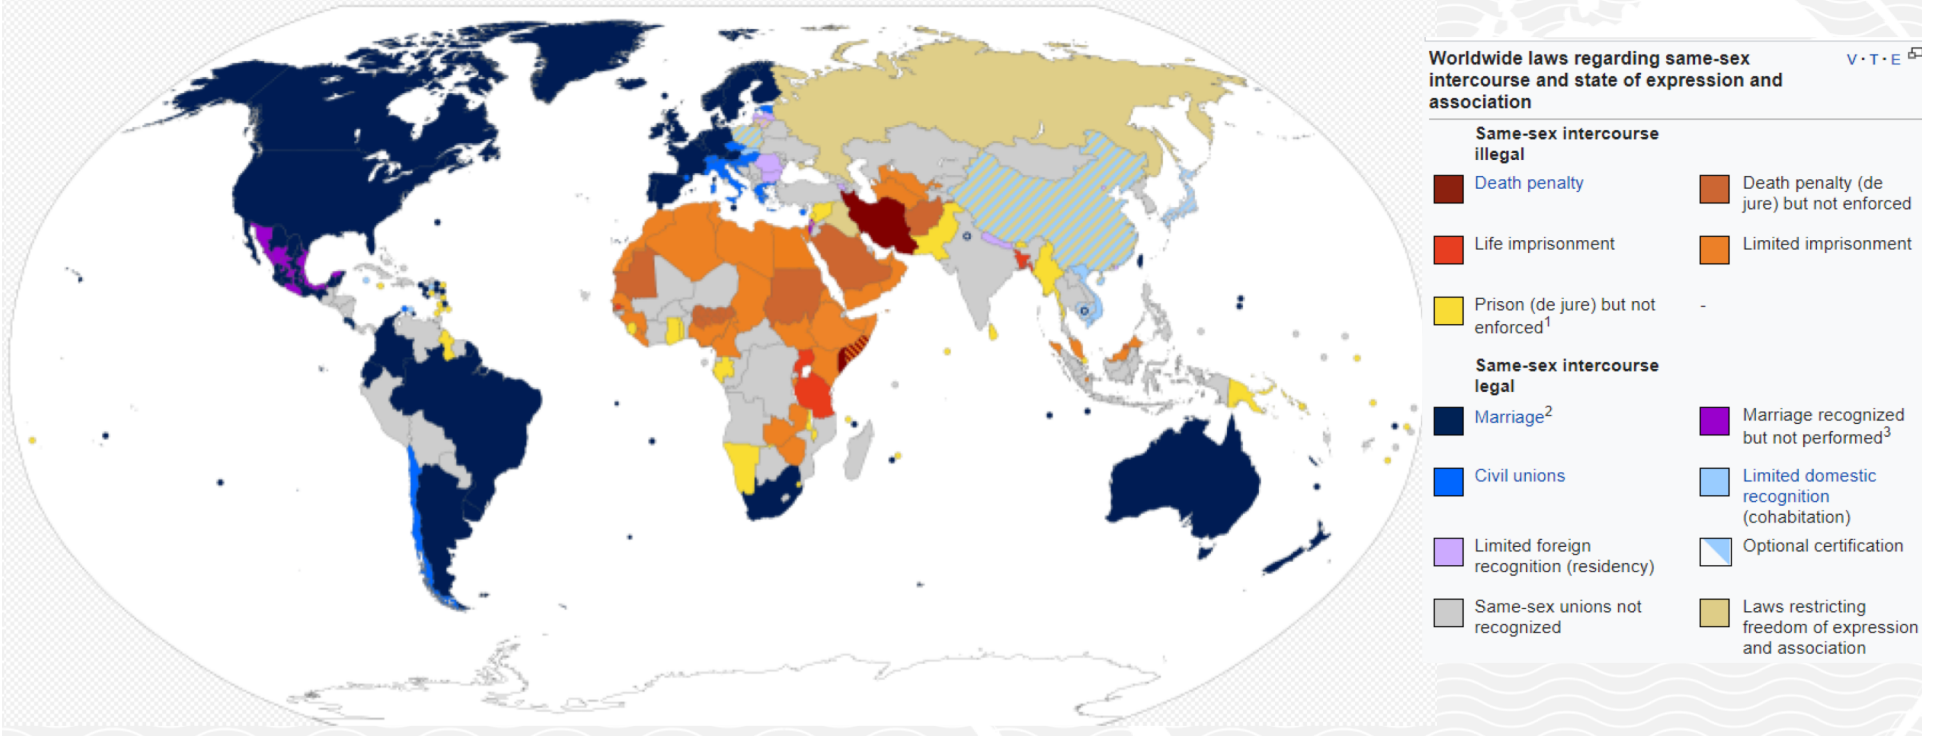 Worldwide laws regarding same-sex
intercourse and state of expression and
association
V · T · E
Same-sex intercourse
illegal
Death penalty
Death penalty (de
jure) but not enforced
Life imprisonment
Limited imprisonment
Prison (de jure) but not
enforced1
-
Same-sex intercourse
legal
Marriage2
Marriage recognized
but not performed3
Civil unions
Limited domestic
recognition
(cohabitation)
Limited foreign
recognition (residency)
Optional certification
Same-sex unions not
recognized
Laws restricting
freedom of expression
and association